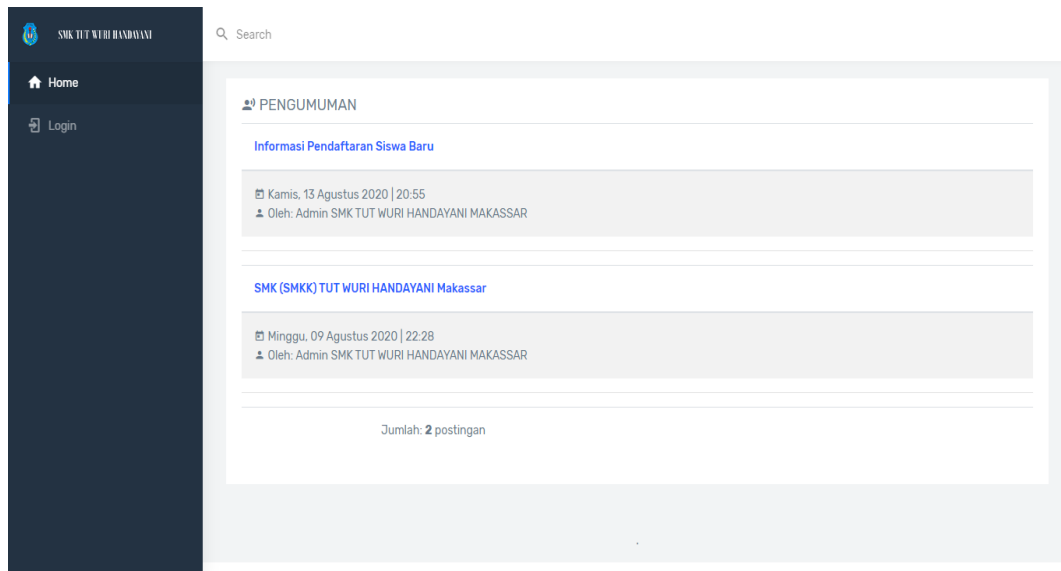 SMK TUT WURI HANDAYANI
Search
Home
Login
PENGUMUMAN
Informasi Pendaftaran Siswa Baru
Kamis, 13 Agustus 2020 | 20:55
Oleh: Admin SMK TUT WURI HANDAYANI MAKASSAR
SMK (SMKK) TUT WURI HANDAYANI Makassar
Minggu, 09 Agustus 2020 | 22:28
Oleh: Admin SMK TUT WURI HANDAYANI MAKASSAR
Jumlah: 2 postingan